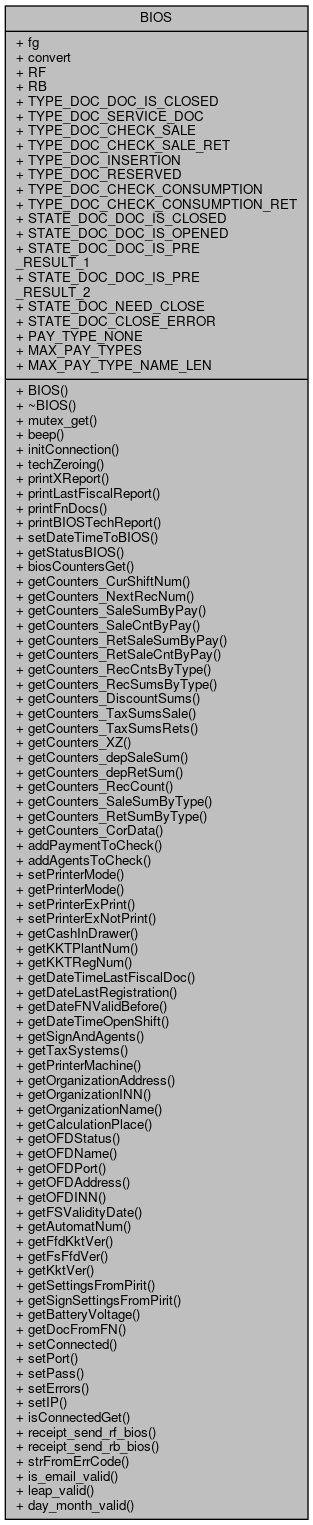 BIOS
+ fg
+ convert
+ RF
+ RB
+ TYPE_DOC_DOC_IS_CLOSED
+ TYPE_DOC_SERVICE_DOC
+ TYPE_DOC_CHECK_SALE
+ TYPE_DOC_CHECK_SALE_RET
+ TYPE_DOC_INSERTION
+ TYPE_DOC_RESERVED
+ TYPE_DOC_CHECK_CONSUMPTION
+ TYPE_DOC_CHECK_CONSUMPTION_RET
+ STATE_DOC_DOC_IS_CLOSED
+ STATE_DOC_DOC_IS_OPENED
+ STATE_DOC_DOC_IS_PRE
_RESULT_1
+ STATE_DOC_DOC_IS_PRE
_RESULT_2
+ STATE_DOC_NEED_CLOSE
+ STATE_DOC_CLOSE_ERROR
+ PAY_TYPE_NONE
+ MAX_PAY_TYPES
+ MAX_PAY_TYPE_NAME_LEN
+ BIOS()
+ ~BIOS()
+ mutex_get()
+ beep()
+ initConnection()
+ techZeroing()
+ printXReport()
+ printLastFiscalReport()
+ printFnDocs()
+ printBIOSTechReport()
+ setDateTimeToBIOS()
+ getStatusBIOS()
+ biosCountersGet()
+ getCounters_CurShiftNum()
+ getCounters_NextRecNum()
+ getCounters_SaleSumByPay()
+ getCounters_SaleCntByPay()
+ getCounters_RetSaleSumByPay()
+ getCounters_RetSaleCntByPay()
+ getCounters_RecCntsByType()
+ getCounters_RecSumsByType()
+ getCounters_DiscountSums()
+ getCounters_TaxSumsSale()
+ getCounters_TaxSumsRets()
+ getCounters_XZ()
+ getCounters_depSaleSum()
+ getCounters_depRetSum()
+ getCounters_RecCount()
+ getCounters_SaleSumByType()
+ getCounters_RetSumByType()
+ getCounters_CorData()
+ addPaymentToCheck()
+ addAgentsToCheck()
+ setPrinterMode()
+ getPrinterMode()
+ setPrinterExPrint()
+ setPrinterExNotPrint()
+ getCashInDrawer()
+ getKKTPlantNum()
+ getKKTRegNum()
+ getDateTimeLastFiscalDoc()
+ getDateLastRegistration()
+ getDateFNValidBefore()
+ getDateTimeOpenShift()
+ getSignAndAgents()
+ getTaxSystems()
+ getPrinterMachine()
+ getOrganizationAddress()
+ getOrganizationINN()
+ getOrganizationName()
+ getCalculationPlace()
+ getOFDStatus()
+ getOFDName()
+ getOFDPort()
+ getOFDAddress()
+ getOFDINN()
+ getFSValidityDate()
+ getAutomatNum()
+ getFfdKktVer()
+ getFsFfdVer()
+ getKktVer()
+ getSettingsFromPirit()
+ getSignSettingsFromPirit()
+ getBatteryVoltage()
+ getDocFromFN()
+ setConnected()
+ setPort()
+ setPass()
+ setErrors()
+ setIP()
+ isConnectedGet()
+ receipt_send_rf_bios()
+ receipt_send_rb_bios()
+ strFromErrCode()
+ is_email_valid()
+ leap_valid()
+ day_month_valid()